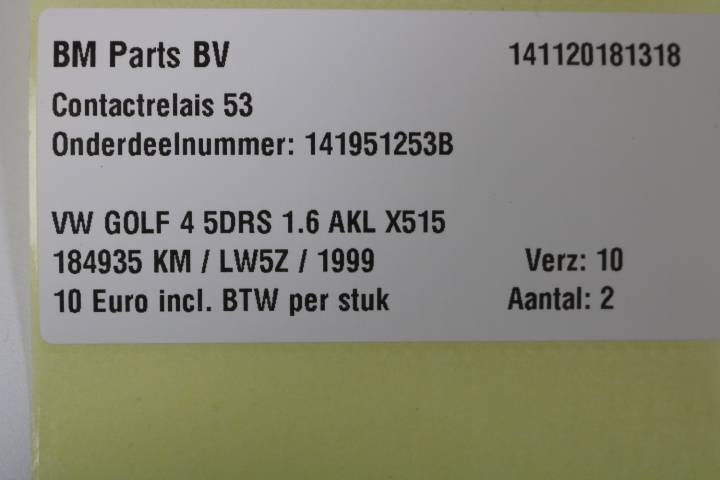 BM Parts BV 141120181318
Contactrelais 53
Onderdeelnummer: 141951253B
VW GOLF 4 5DRS 1.6 AKL X515
184935 KM / LW5Z / 1999 Verz: 10
10 Euro incl. BTW per stuk Aantal: 2